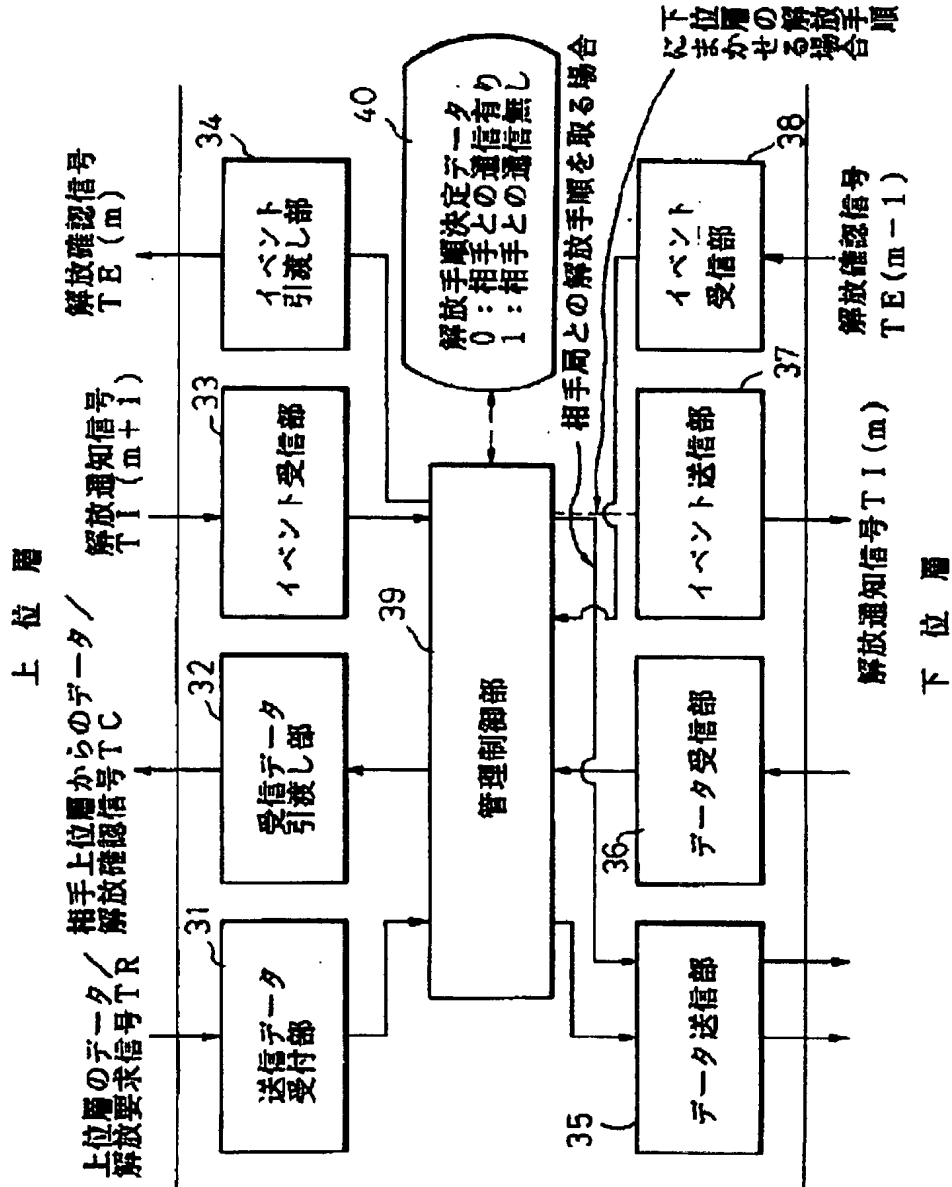 上位層
上位層のデータ/
解放要求信号TR
相手上位層からのデータ/
解放確認信号TC
解放通知信号
TI(m+1)
解放確認信号
TE(m)
31
送信データ
受付部
32
受信データ
引渡し部
33
イベント受信部
34
イベント
引渡し部
39
管理制御部
40
解放手順決定データ
0:相手との通信有り
1:相手との通信無し
相手局との解放手順を取る場合
下位層の解放手順
にまかせる場合
35
データ送信部
36
データ受信部
37
イベント送信部
38
イベント
受信部
解放通知信号TI(m)
解放確認信号
TE(m-1)
下位層